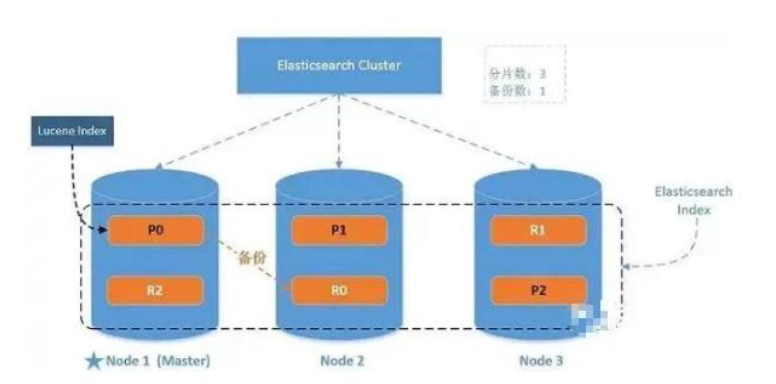 Elasticsearch Cluster
分片数：3
备份数：1
Lucene Index
Elasticsearch
Index
P0
P1
R1
备份
R2
R0
P2
Node 1 (Master)
Node 2
Node 3